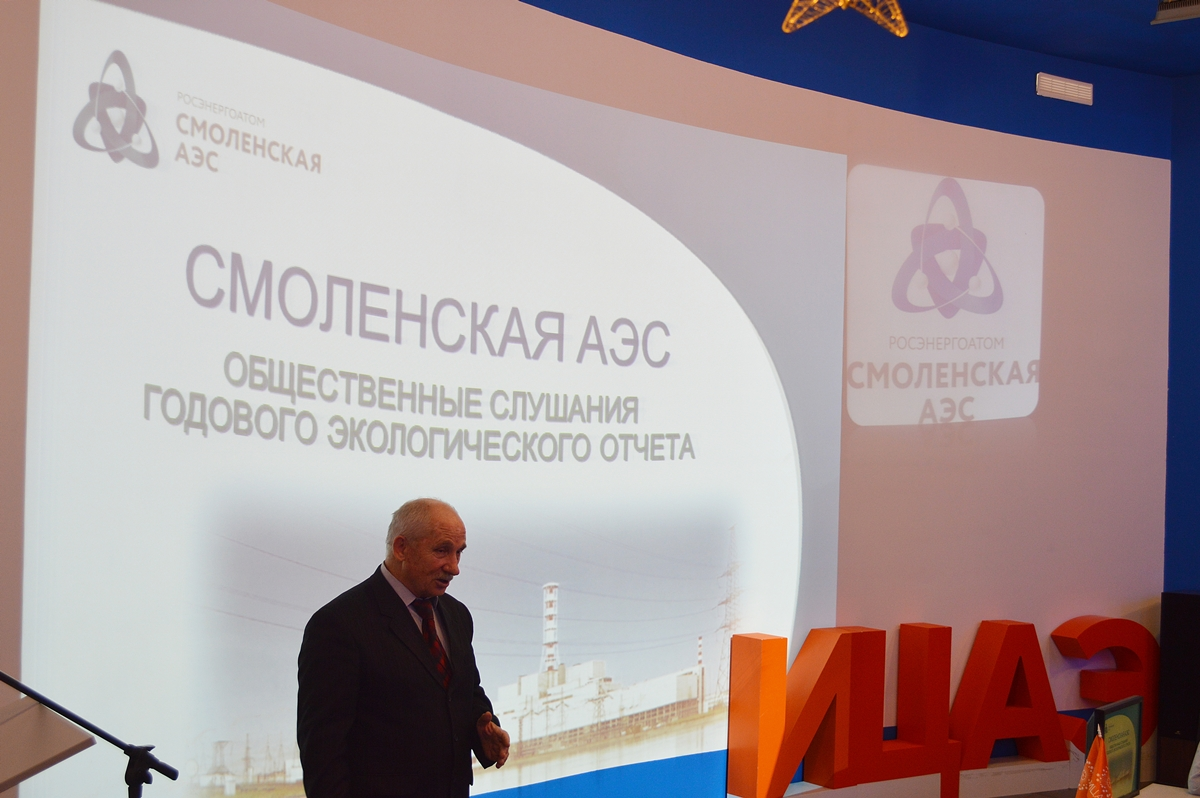 РОСЭНЕРГОАТОМ
СМОЛЕНСКАЯ
АЭС
СМОЛЕНСКАЯ АЭС
ОБЩЕСТВЕННЫЕ СЛУШАНИЯ
ГОДОВОГО ЭКОЛОГИЧЕСКОГО ОТЧЕТА
РОСЭНЕРГОАТОМ
СМОЛЕНСКАЯ
АЭС
ИЦАЭ